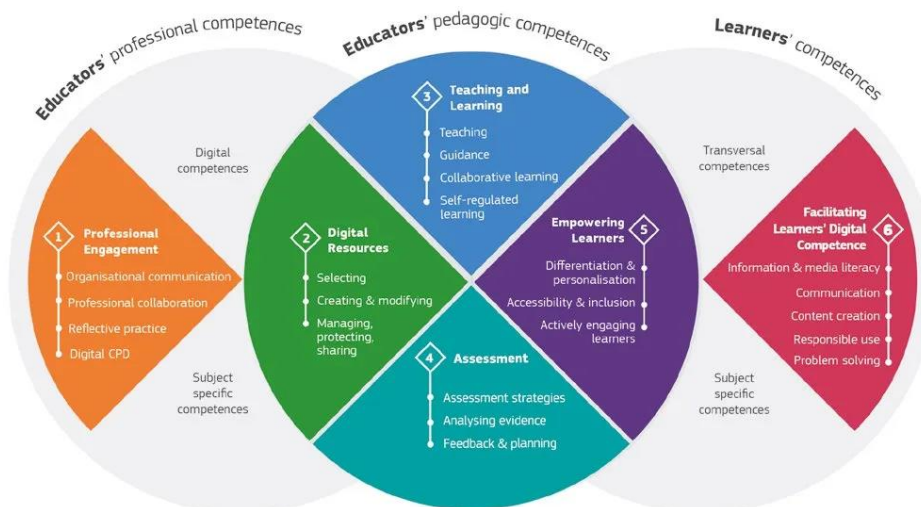 Educators' professional competences
Educators' pedagogic competences
Learners' competences
Digital
competences
Subject
specific
competences
Transversal
competences
Subject
specific
competences
1
Professional
Engagement
Organisational communication
Professional collaboration
Reflective practice
Digital CPD
2
Digital
Resources
Selecting
Creating & modifying
Managing,
protecting,
sharing
3
Teaching and
Learning
Teaching
Guidance
Collaborative learning
Self-regulated
learning
4
Assessment
Assessment strategies
Analysing evidence
Feedback & planning
5
Empowering
Learners
Differentiation &
personalisation
Accessibility & inclusion
Actively engaging
learners
6
Facilitating
Learners' Digital
Competence
Information & media literacy
Communication
Content creation
Responsible use
Problem solving